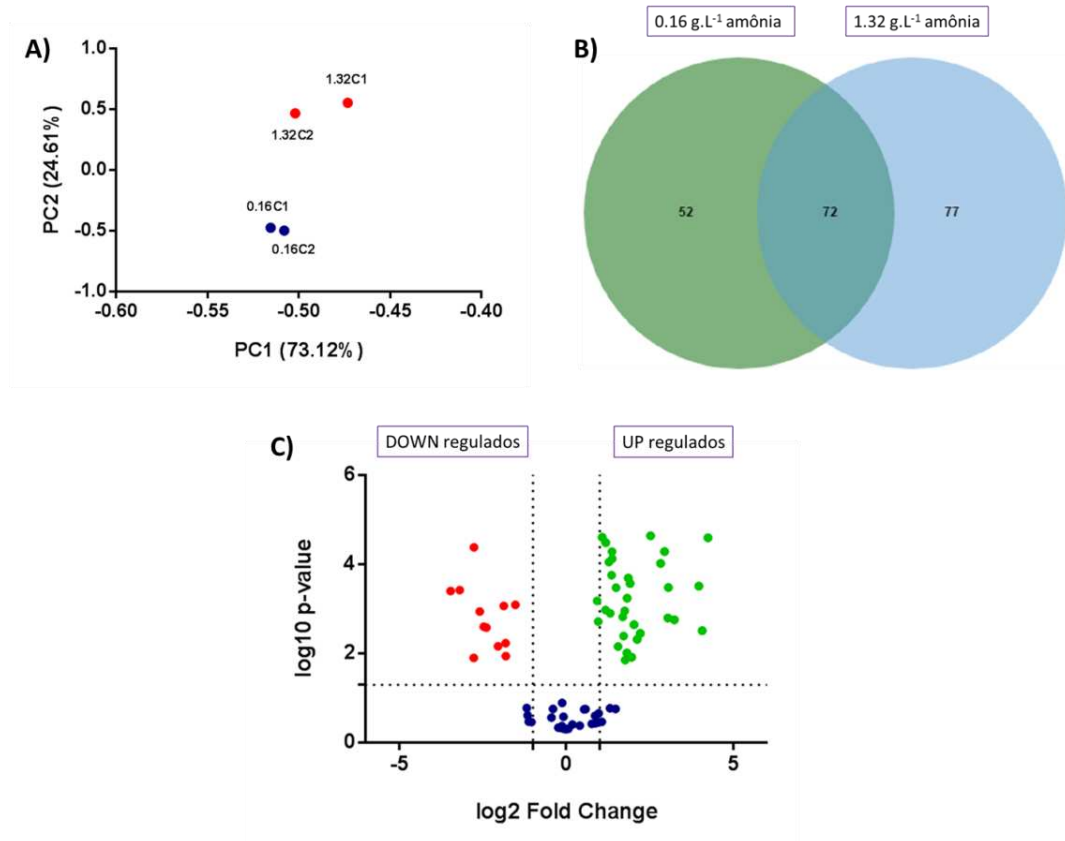 A)
1.0
0.5
0.0
-0.5
-1.0
PC2 (24.61% )
1.32C1
1.32C2
0.16C1
0.16C2
-0.60 -0.55 -0.50 -0.45 -0.40
PC1 (73.12% )
B)
0.16 g.L⁻¹ amônia 1.32 g.L⁻¹ amônia
52 72 77
C)
DOWN regulados UP regulados
6
4
2
0
log10 p-value
-5 0 5
log2 Fold Change